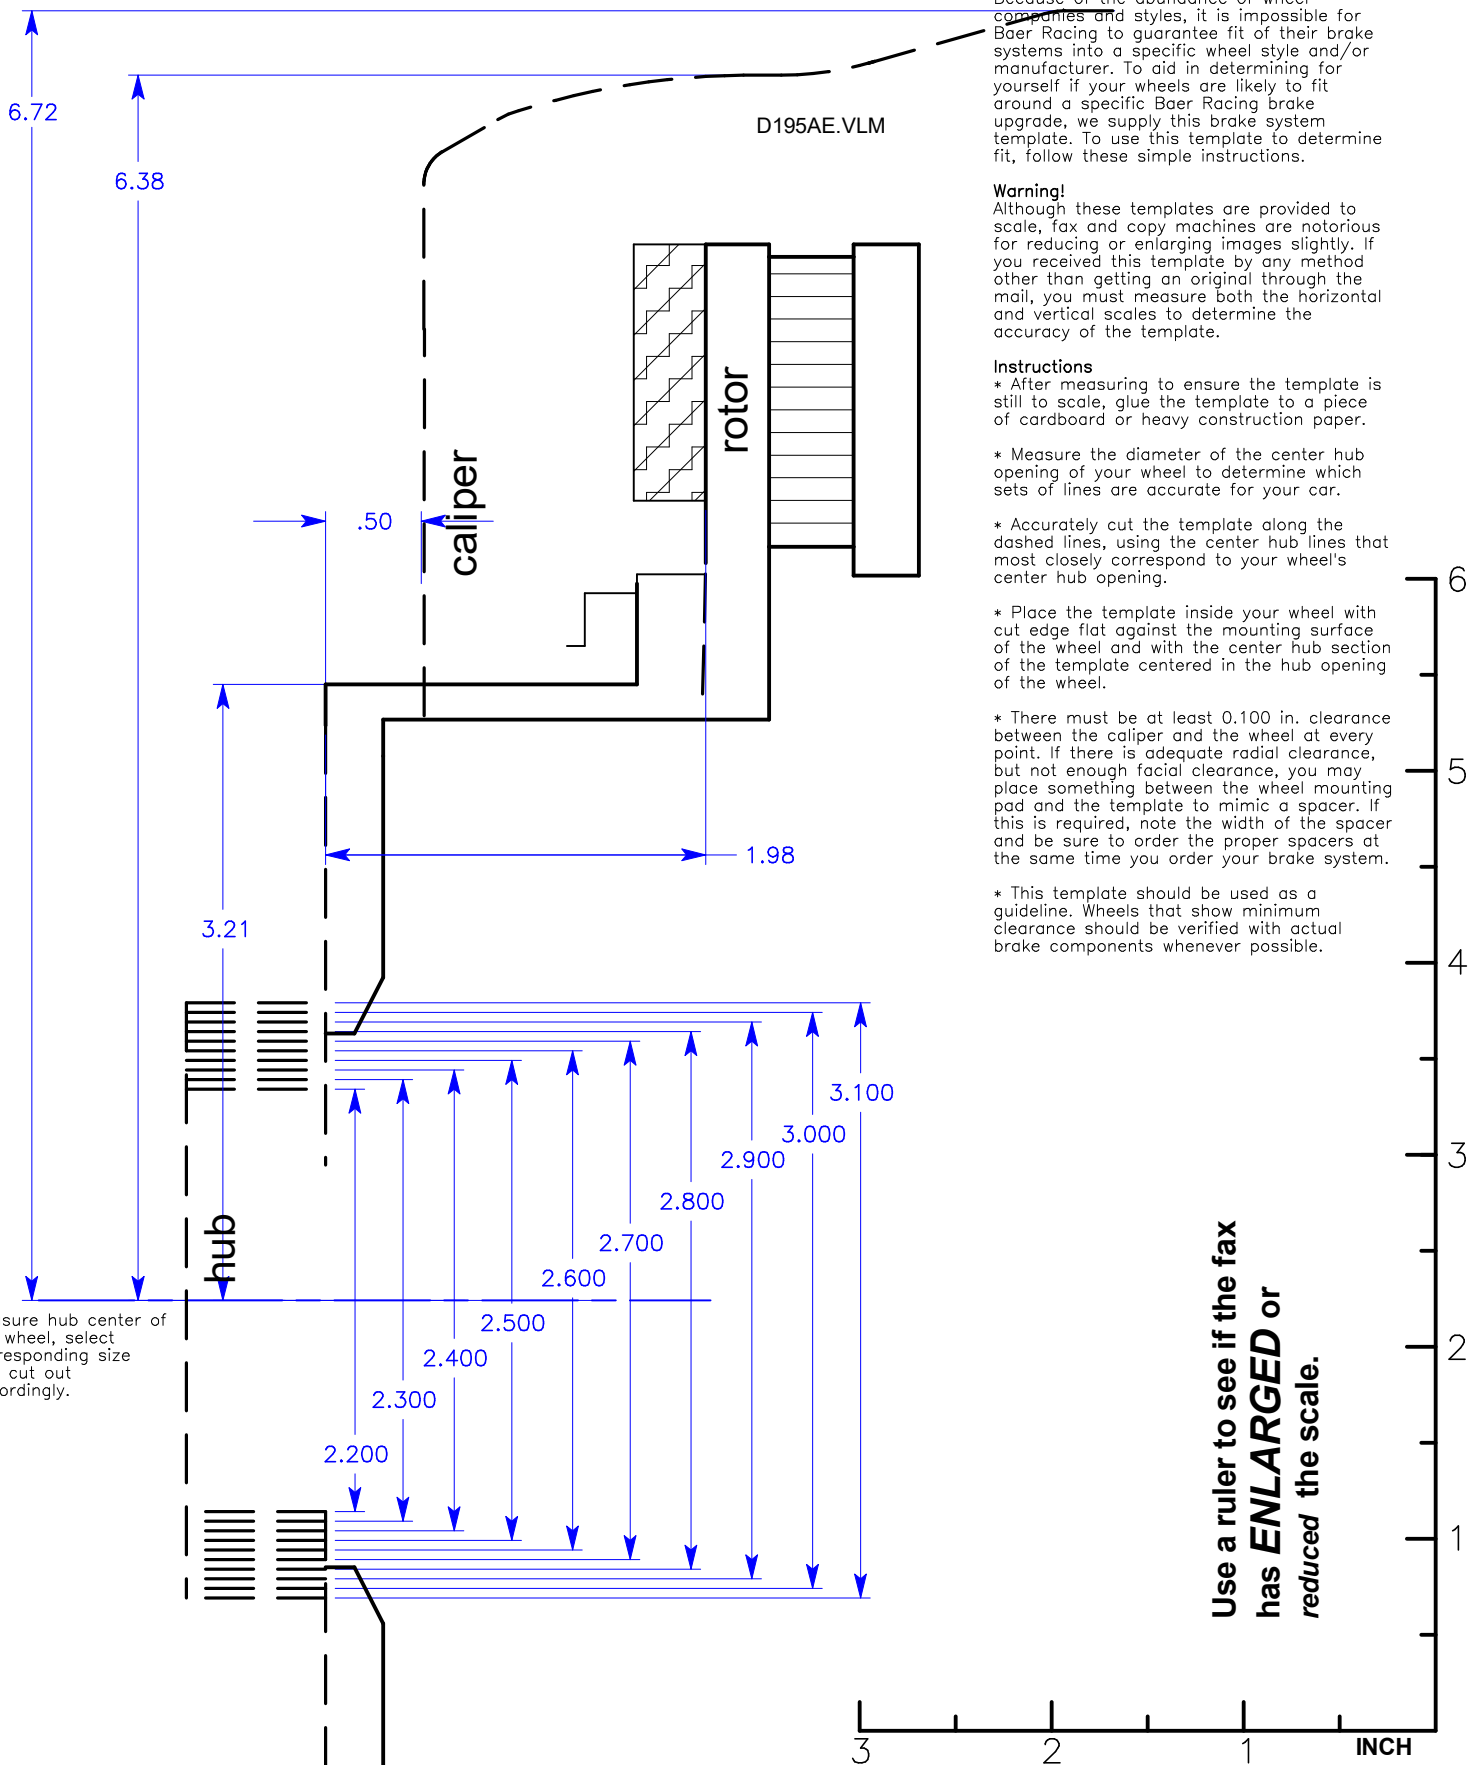 Because of the abundance of wheel
companies and styles, it is impossible for
Baer Racing to guarantee fit of their brake
systems into a specific wheel style and/or
manufacturer. To aid in determining for
yourself if your wheels are likely to fit
around a specific Baer Racing brake
upgrade, we supply this brake system
template. To use this template to determine
fit, follow these simple instructions.
Warning!
Although these templates are provided to
scale, fax and copy machines are notorious
for reducing or enlarging images slightly. If
you received this template by any method
other than getting an original through the
mail, you must measure both the horizontal
and vertical scales to determine the
accuracy of the template.
Instructions
* After measuring to ensure the template is
still to scale, glue the template to a piece
of cardboard or heavy construction paper.
* Measure the diameter of the center hub
opening of your wheel to determine which
sets of lines are accurate for your car.
* Accurately cut the template along the
dashed lines, using the center hub lines that
most closely correspond to your wheel's
center hub opening.
* Place the template inside your wheel with
cut edge flat against the mounting surface
of the wheel and with the center hub section
of the template centered in the hub opening
of the wheel.
* There must be at least 0.100 in. clearance
between the caliper and the wheel at every
point. If there is adequate radial clearance,
but not enough facial clearance, you may
place something between the wheel mounting
pad and the template to mimic a spacer. If
this is required, note the width of the spacer
and be sure to order the proper spacers at
the same time you order your brake system.
* This template should be used as a
guideline. Wheels that show minimum
clearance should be verified with actual
brake components whenever possible.
D195AE.VLM
6.72
6.38
rotor
caliper
.50
1.98
3.21
3.100
3.000
2.900
2.800
2.700
2.600
2.500
2.400
2.300
2.200
hub
sure hub center of
wheel, select
responding size
cut out
ordingly.
Use a ruler to see if the fax
has ENLARGED or
reduced the scale.
6
5
4
3
2
1
3
2
1
INCH